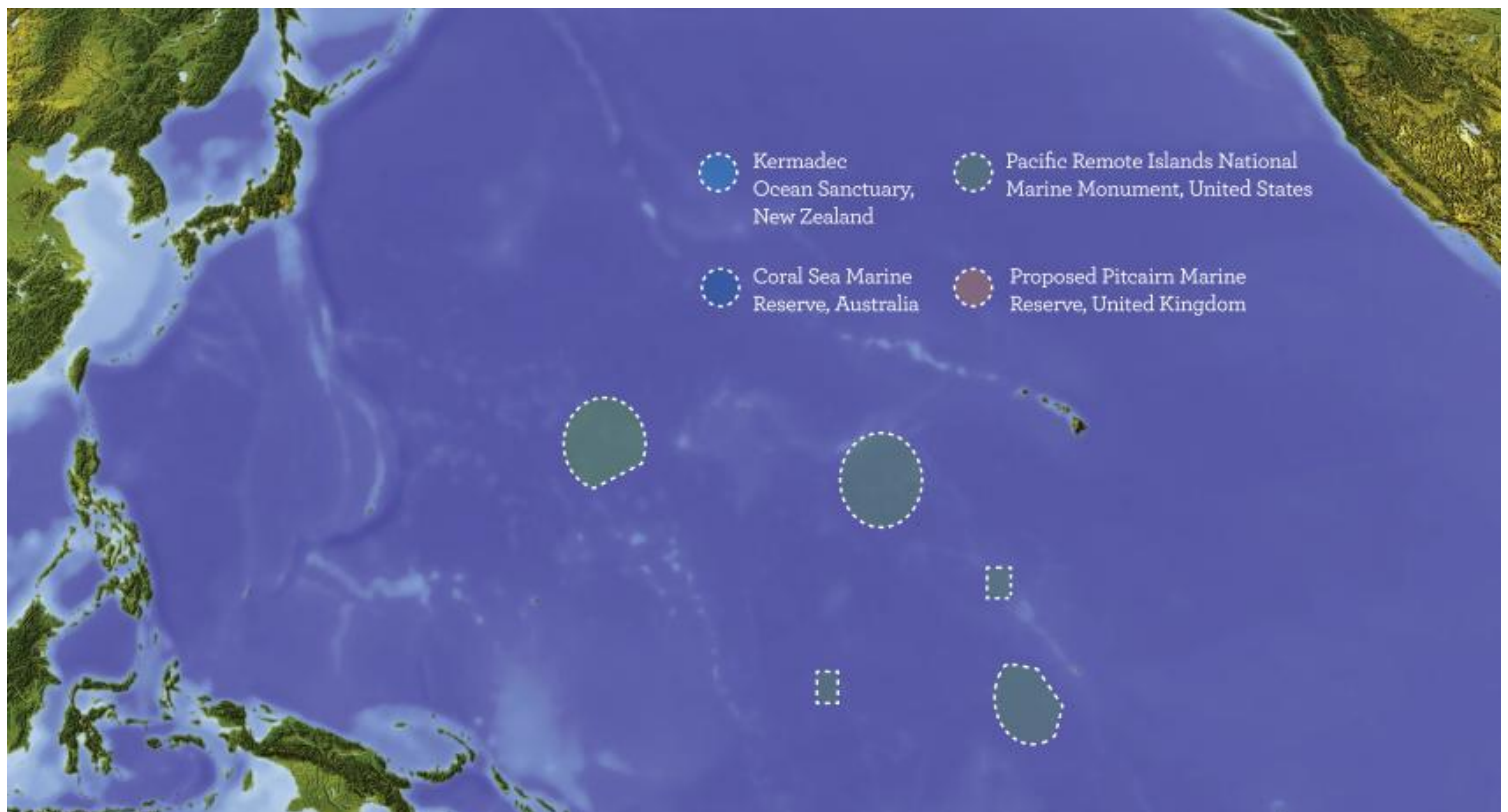 Kermadec
Ocean Sanctuary,
New Zealand
Pacific Remote Islands National
Marine Monument, United States
Coral Sea Marine
Reserve, Australia
Proposed Pitcairn Marine
Reserve, United Kingdom